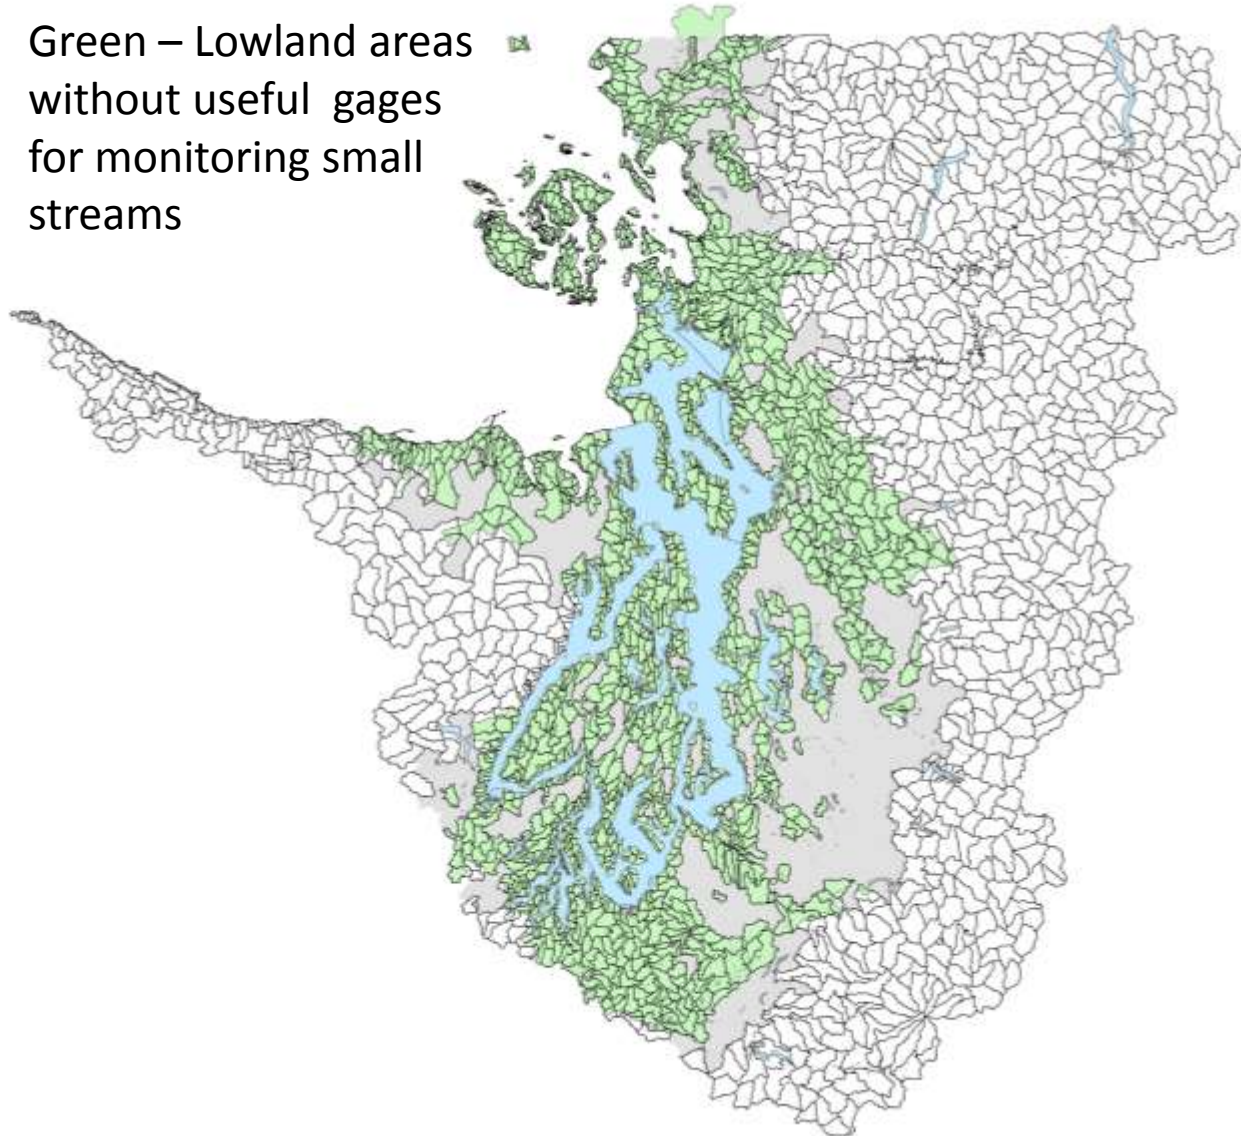 Green – Lowland areas
without useful  gages
for monitoring small
streams